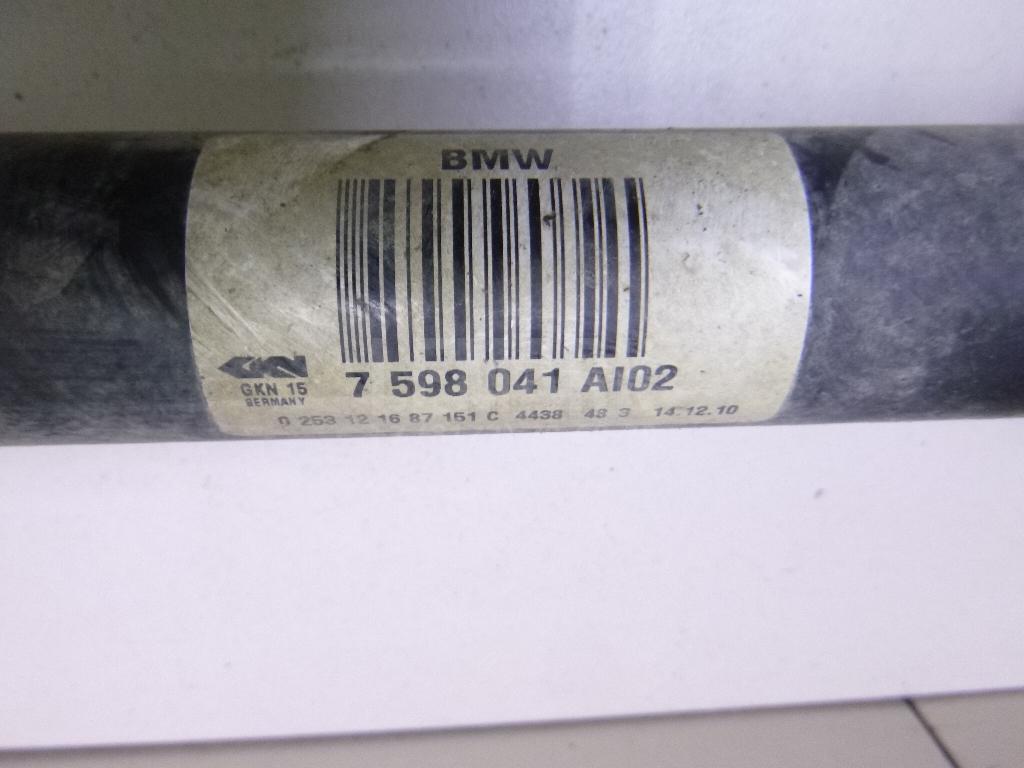 BMW
GKN
GKN 15
GERMANY
7 598 041 AI02
0 253 12 16 87 151 C 4438 48 3 14.12.10